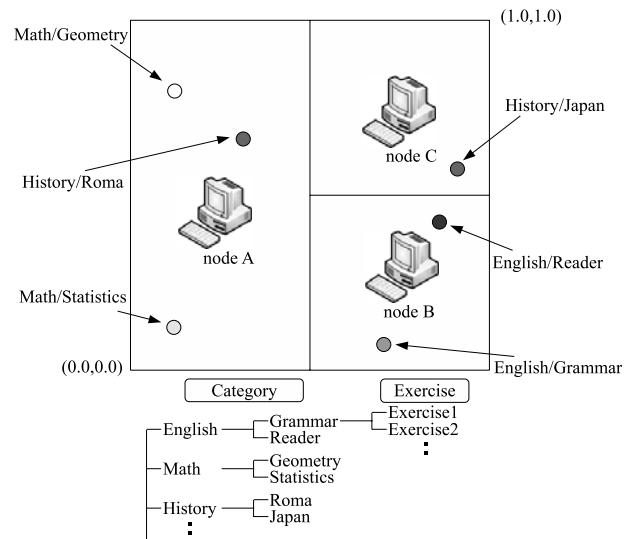 (1.0,1.0)
Math/Geometry
History/Japan
node C
History/Roma
node A
English/Reader
Math/Statistics
node B
(0.0,0.0)
English/Grammar
Category
Exercise
English
Grammar
Exercise1
Reader
Exercise2
Math
Geometry
Statistics
History
Roma
Japan